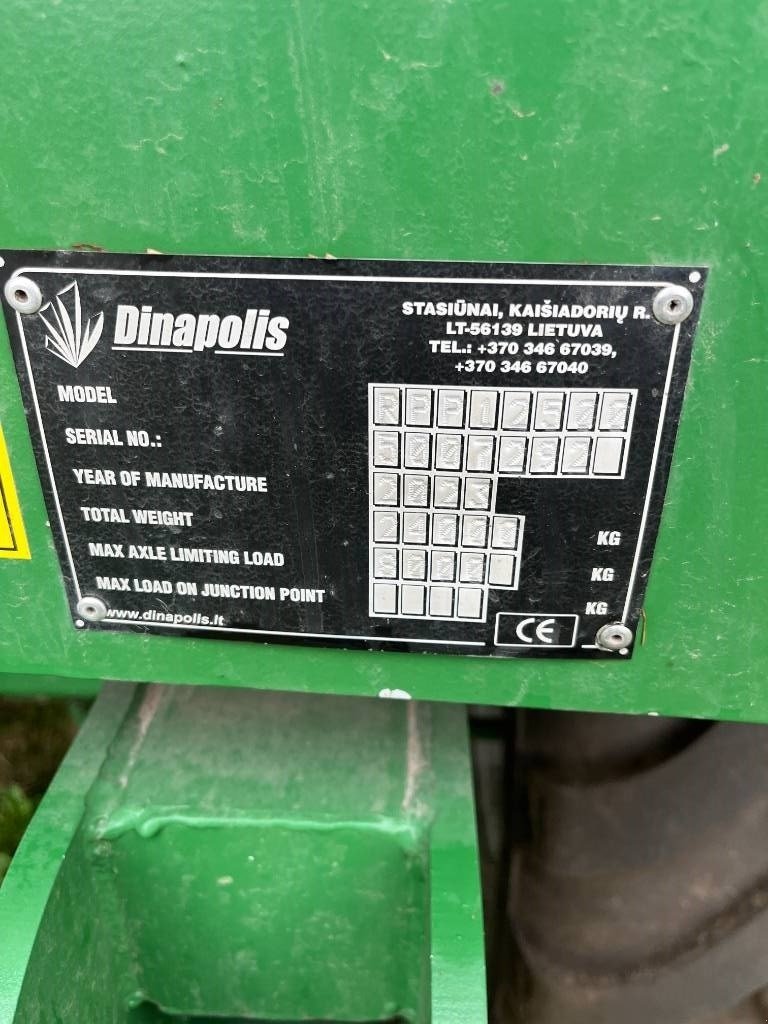 Dinapolis
STASIŪNAI, KAIŠIADORIŲ R.
LT-56139 LIETUVA
TEL.: +370 346 67039,
+370 346 67040
MODEL
SERIAL NO.:
YEAR OF MANUFACTURE
TOTAL WEIGHT KG
MAX AXLE LIMITING LOAD KG
MAX LOAD ON JUNCTION POINT KG
www.dinapolis.lt
CE